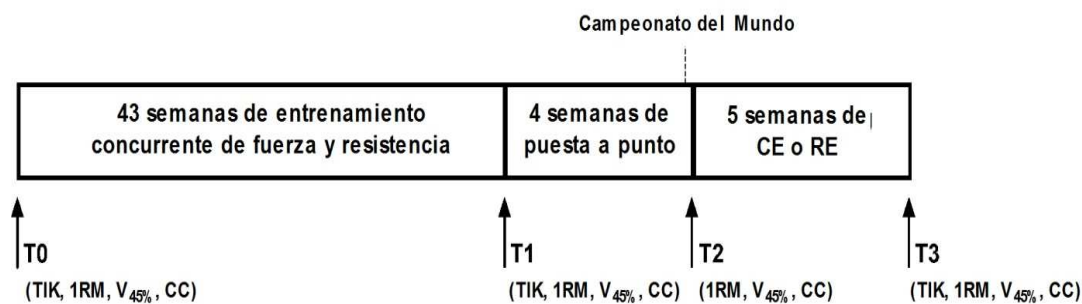 Campeonato del Mundo
43 semanas de entrenamiento
concurrente de fuerza y resistencia
4 semanas de
puesta a punto
5 semanas de
CE o RE
T0
(TIK, 1RM, V45%, CC)
T1
(TIK, 1RM, V45%, CC)
T2
(1RM, V45%, CC)
T3
(TIK, 1RM, V45%, CC)